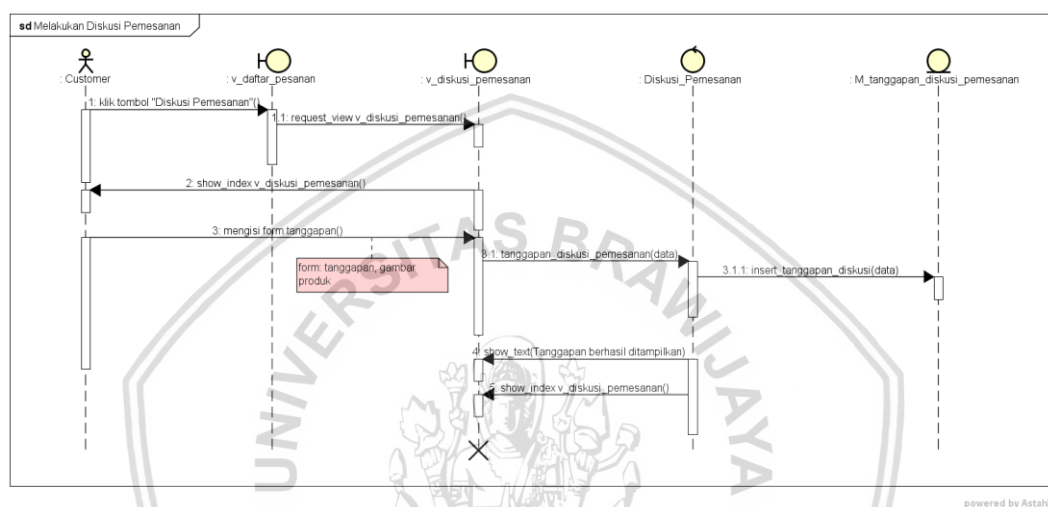 sd Melakukan Diskusi Pemesanan
: Customer
: v_daftar_pesanan
: v_diskusi_pemesanan
: Diskusi_Pemesanan
: M_tanggapan_diskusi_pemesanan
1: klik tombol "Diskusi Pemesanan"()
1.1: request_view v_diskusi_pemesanan()
2: show_index v_diskusi_pemesanan()
3: mengisi form tanggapan()
3.1: tanggapan_diskusi_pemesanan(data)
form: tanggapan, gambar
produk
3.1.1: insert_tanggapan_diskusi(data)
4: show_text(Tanggapan berhasil ditampilkan)
5: show_index v_diskusi_pemesanan()
UNIVERSITAS BRAWIJAYA
powered by Astah